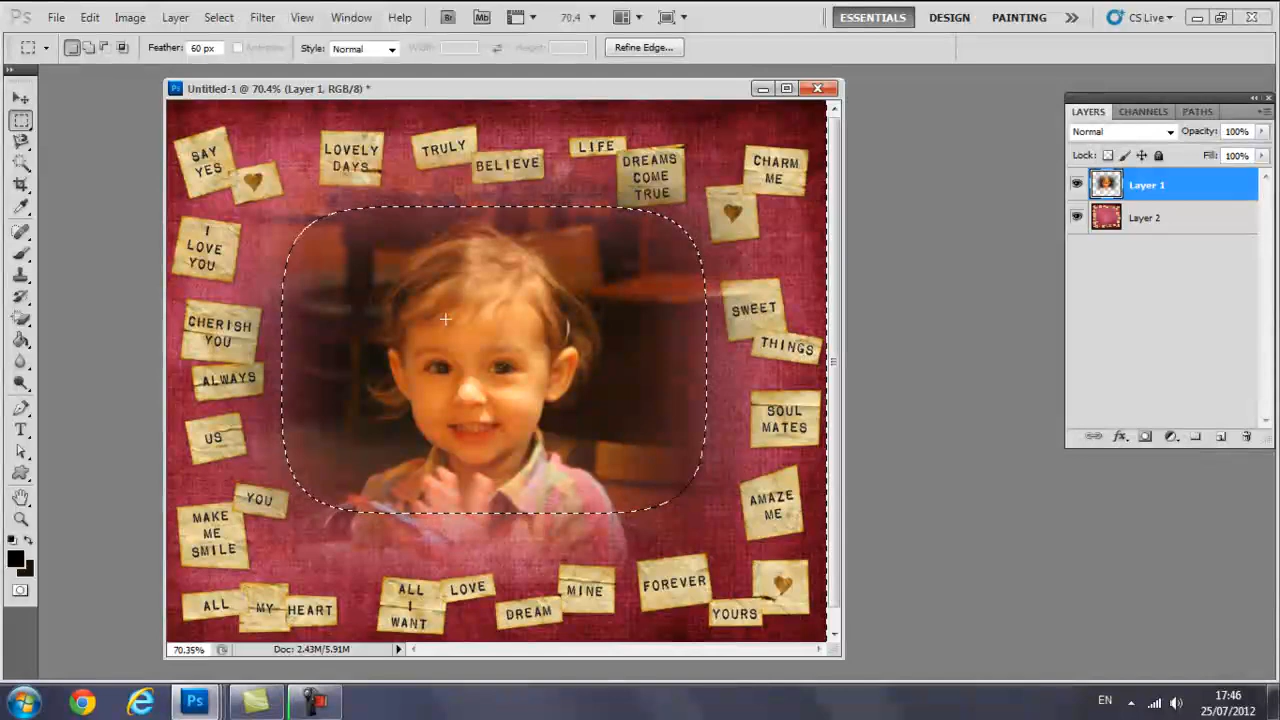 Ps File Edit Image Layer Select Filter View Window Help Br Mb 70.4 ESSENTIALS DESIGN PAINTING CS Live
Feather: 60 px Style: Normal Refine Edge...
Ps Untitled-1 @ 70.4% (Layer 1, RGB/8) *
SAY
YES
LOVELY
DAYS
TRULY
BELIEVE
LIFE
DREAMS
COME
TRUE
CHARM
ME
I
LOVE
YOU
CHERISH
YOU
ALWAYS
US
SWEET
THINGS
SOUL
MATES
YOU
MAKE
ME
SMILE
AMAZE
ME
ALL MY HEART
ALL
I
WANT
LOVE
DREAM
MINE
FOREVER
YOURS
70.35% Doc: 2.43M/5.91M
LAYERS CHANNELS PATHS
Normal Opacity: 100%
Lock: Fill: 100%
Layer 1
Layer 2
Ps EN 17:46
25/07/2012